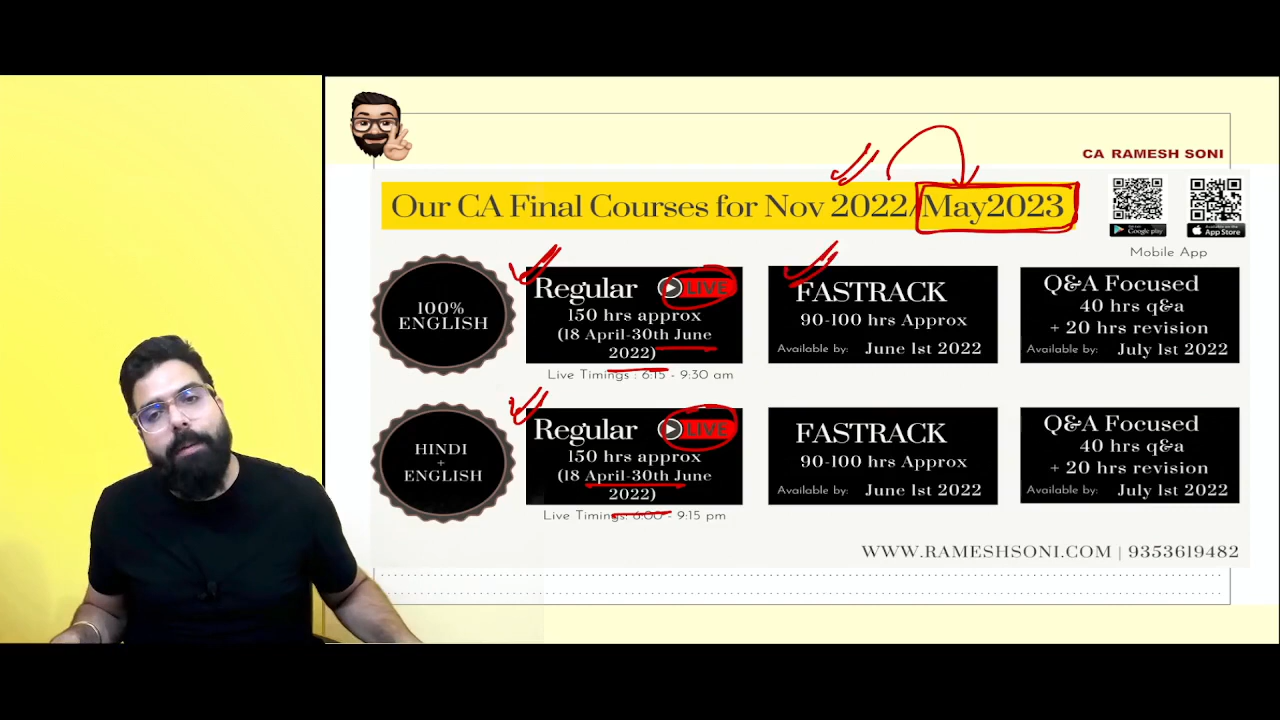 CA RAMESH SONI
Our CA Final Courses for Nov 2022/May2023
Google play
App Store
Mobile App
100%
ENGLISH
Regular LIVE
150 hrs approx
(18 April-30th June
2022)
Live Timings : 6:15 - 9:30 am
FASTRACK
90-100 hrs Approx
Available by: June 1st 2022
Q&A Focused
40 hrs q&a
+ 20 hrs revision
Available by: July 1st 2022
HINDI
+
ENGLISH
Regular LIVE
150 hrs approx
(18 April-30th June
2022)
Live Timings: 6:00 - 9:15 pm
FASTRACK
90-100 hrs Approx
Available by: June 1st 2022
Q&A Focused
40 hrs q&a
+ 20 hrs revision
Available by: July 1st 2022
WWW.RAMESHSONI.COM | 9353619482